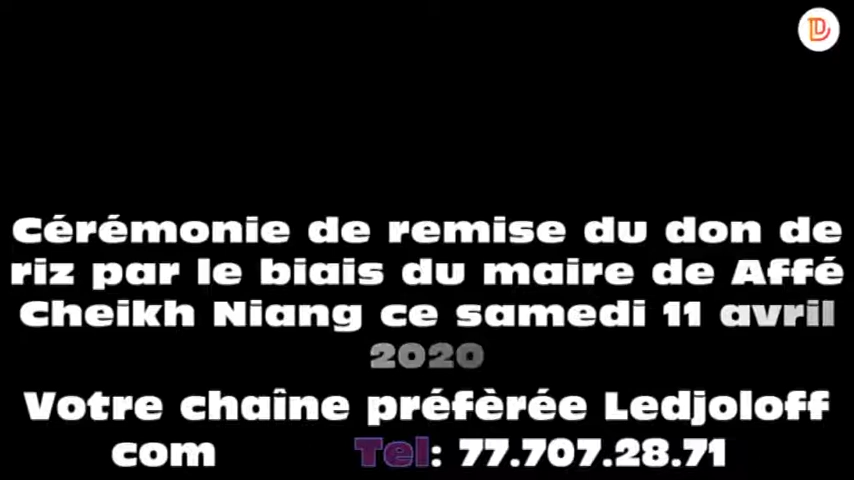 Cérémonie de remise du don de
riz par le biais du maire de Affé
Cheikh Niang ce samedi 11 avril
2020
Votre chaîne préfèrée Ledjoloff
com Tel: 77.707.28.71